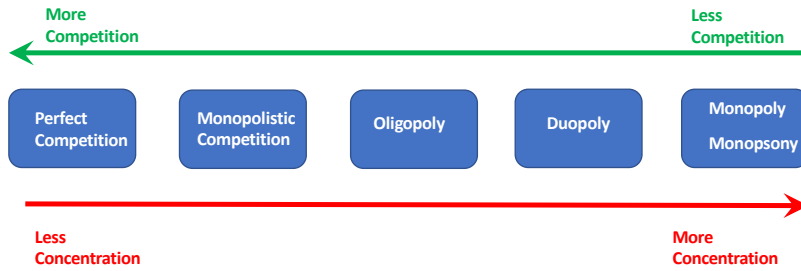 More
Competition
Less
Competition
Perfect
Competition
Monopolistic
Competition
Oligopoly
Duopoly
Monopoly
Monopsony
Less
Concentration
More
Concentration